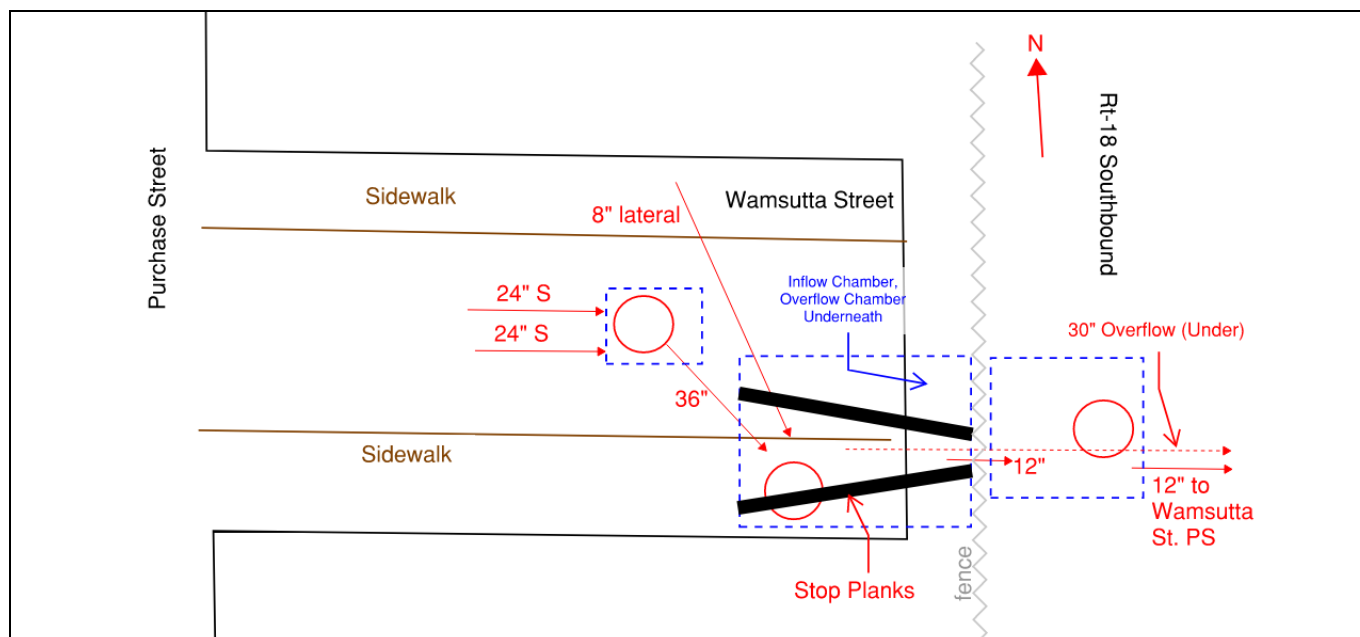 N
Purchase Street
Rt-18 Southbound
Sidewalk
Wamsutta Street
8" lateral
24" S
24" S
Inflow Chamber,
Overflow Chamber
Underneath
30" Overflow (Under)
36"
Sidewalk
12"
12" to
Wamsutta
St. PS
Stop Planks
fence